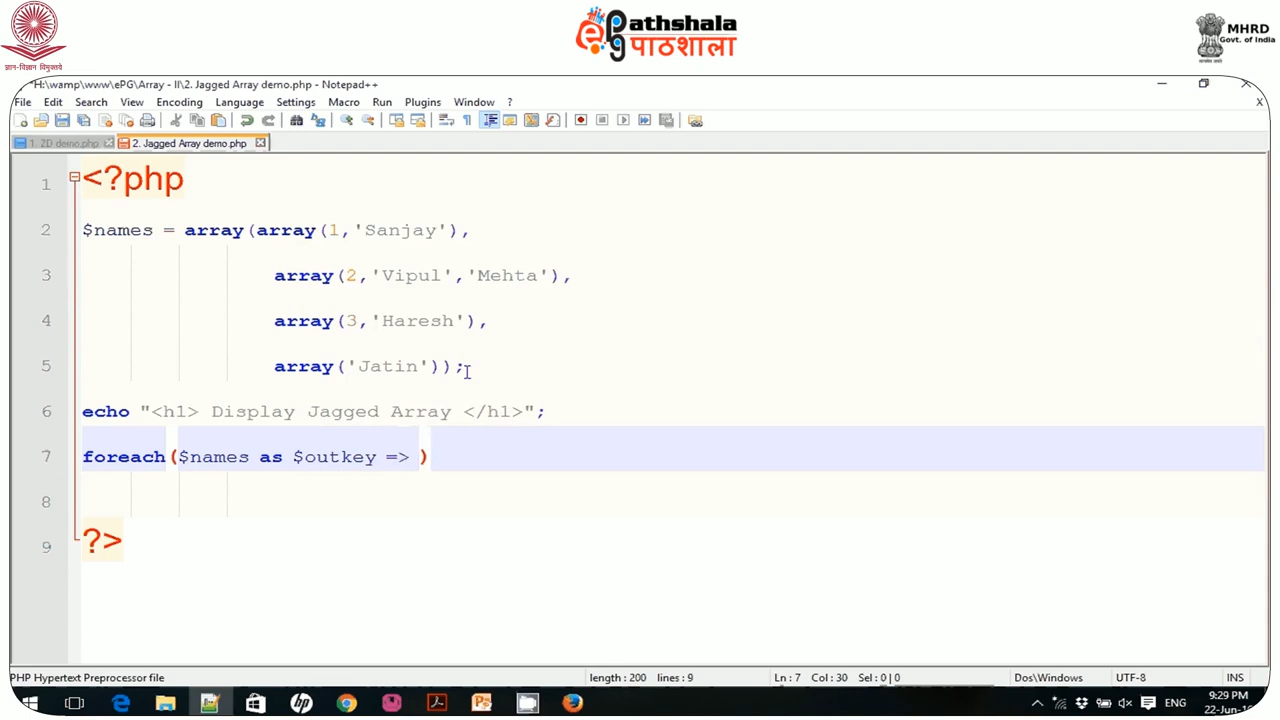 ज्ञान-विज्ञान विमुक्तये
Pathshala
पाठशाला
MHRD
Govt. of India
*H:\wamp\www\ePG\Array - II\2. Jagged Array demo.php - Notepad++
File Edit Search View Encoding Language Settings Macro Run Plugins Window ? X
1. 2D demo.php 2. Jagged Array demo.php
1 <?php
2 $names = array(array(1,'Sanjay'),
3 array(2,'Vipul','Mehta'),
4 array(3,'Haresh'),
5 array('Jatin'));
6 echo "<h1> Display Jagged Array </h1>";
7 foreach($names as $outkey => )
8
9 ?>
PHP Hypertext Preprocessor file length : 200 lines : 9 Ln : 7 Col : 30 Sel : 0 | 0 Dos\Windows UTF-8 INS
ENG 9:29 PM